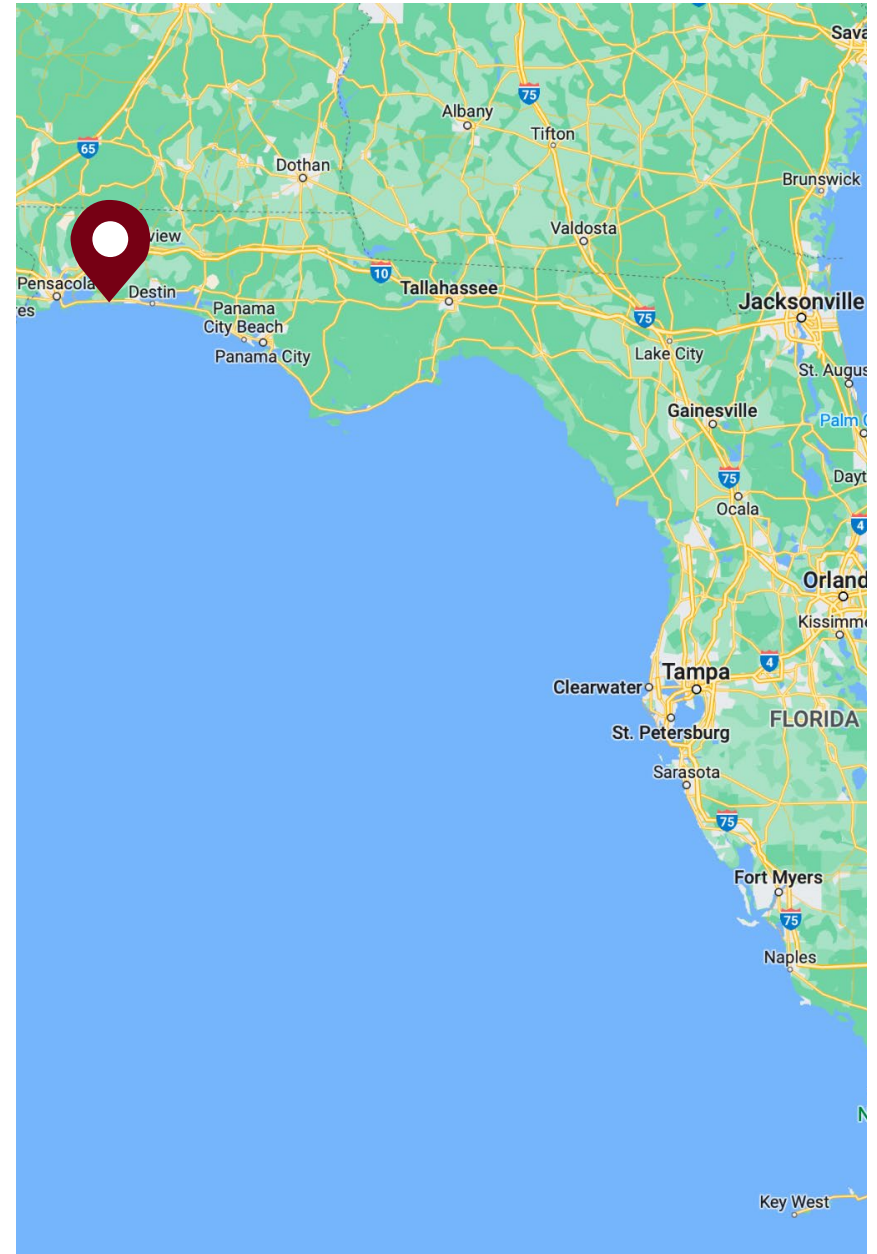 Sava
75
Albany
Tifton
65
Dothan
Brunswick
Valdosta
view
10
Pensacola
Destin
Tallahassee
res
Panama
City Beach
Panama City
75
Jacksonville
Lake City
St. Augus
Gainesville
Palm C
75
Dayt
Ocala
4
Orland
Kissimme
4
Tampa
Clearwater
FLORIDA
St. Petersburg
Sarasota
75
Fort Myers
75
Naples
N
Key West